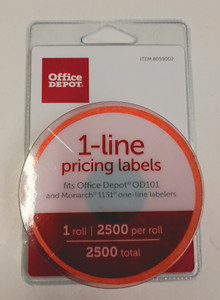 ITEM #
Office
DEPOT.
1-line
pricing labels
fits Office Depot® OD101
and Monarch® 1131® one-line labelers
1 roll | 2500 per roll
2500 total